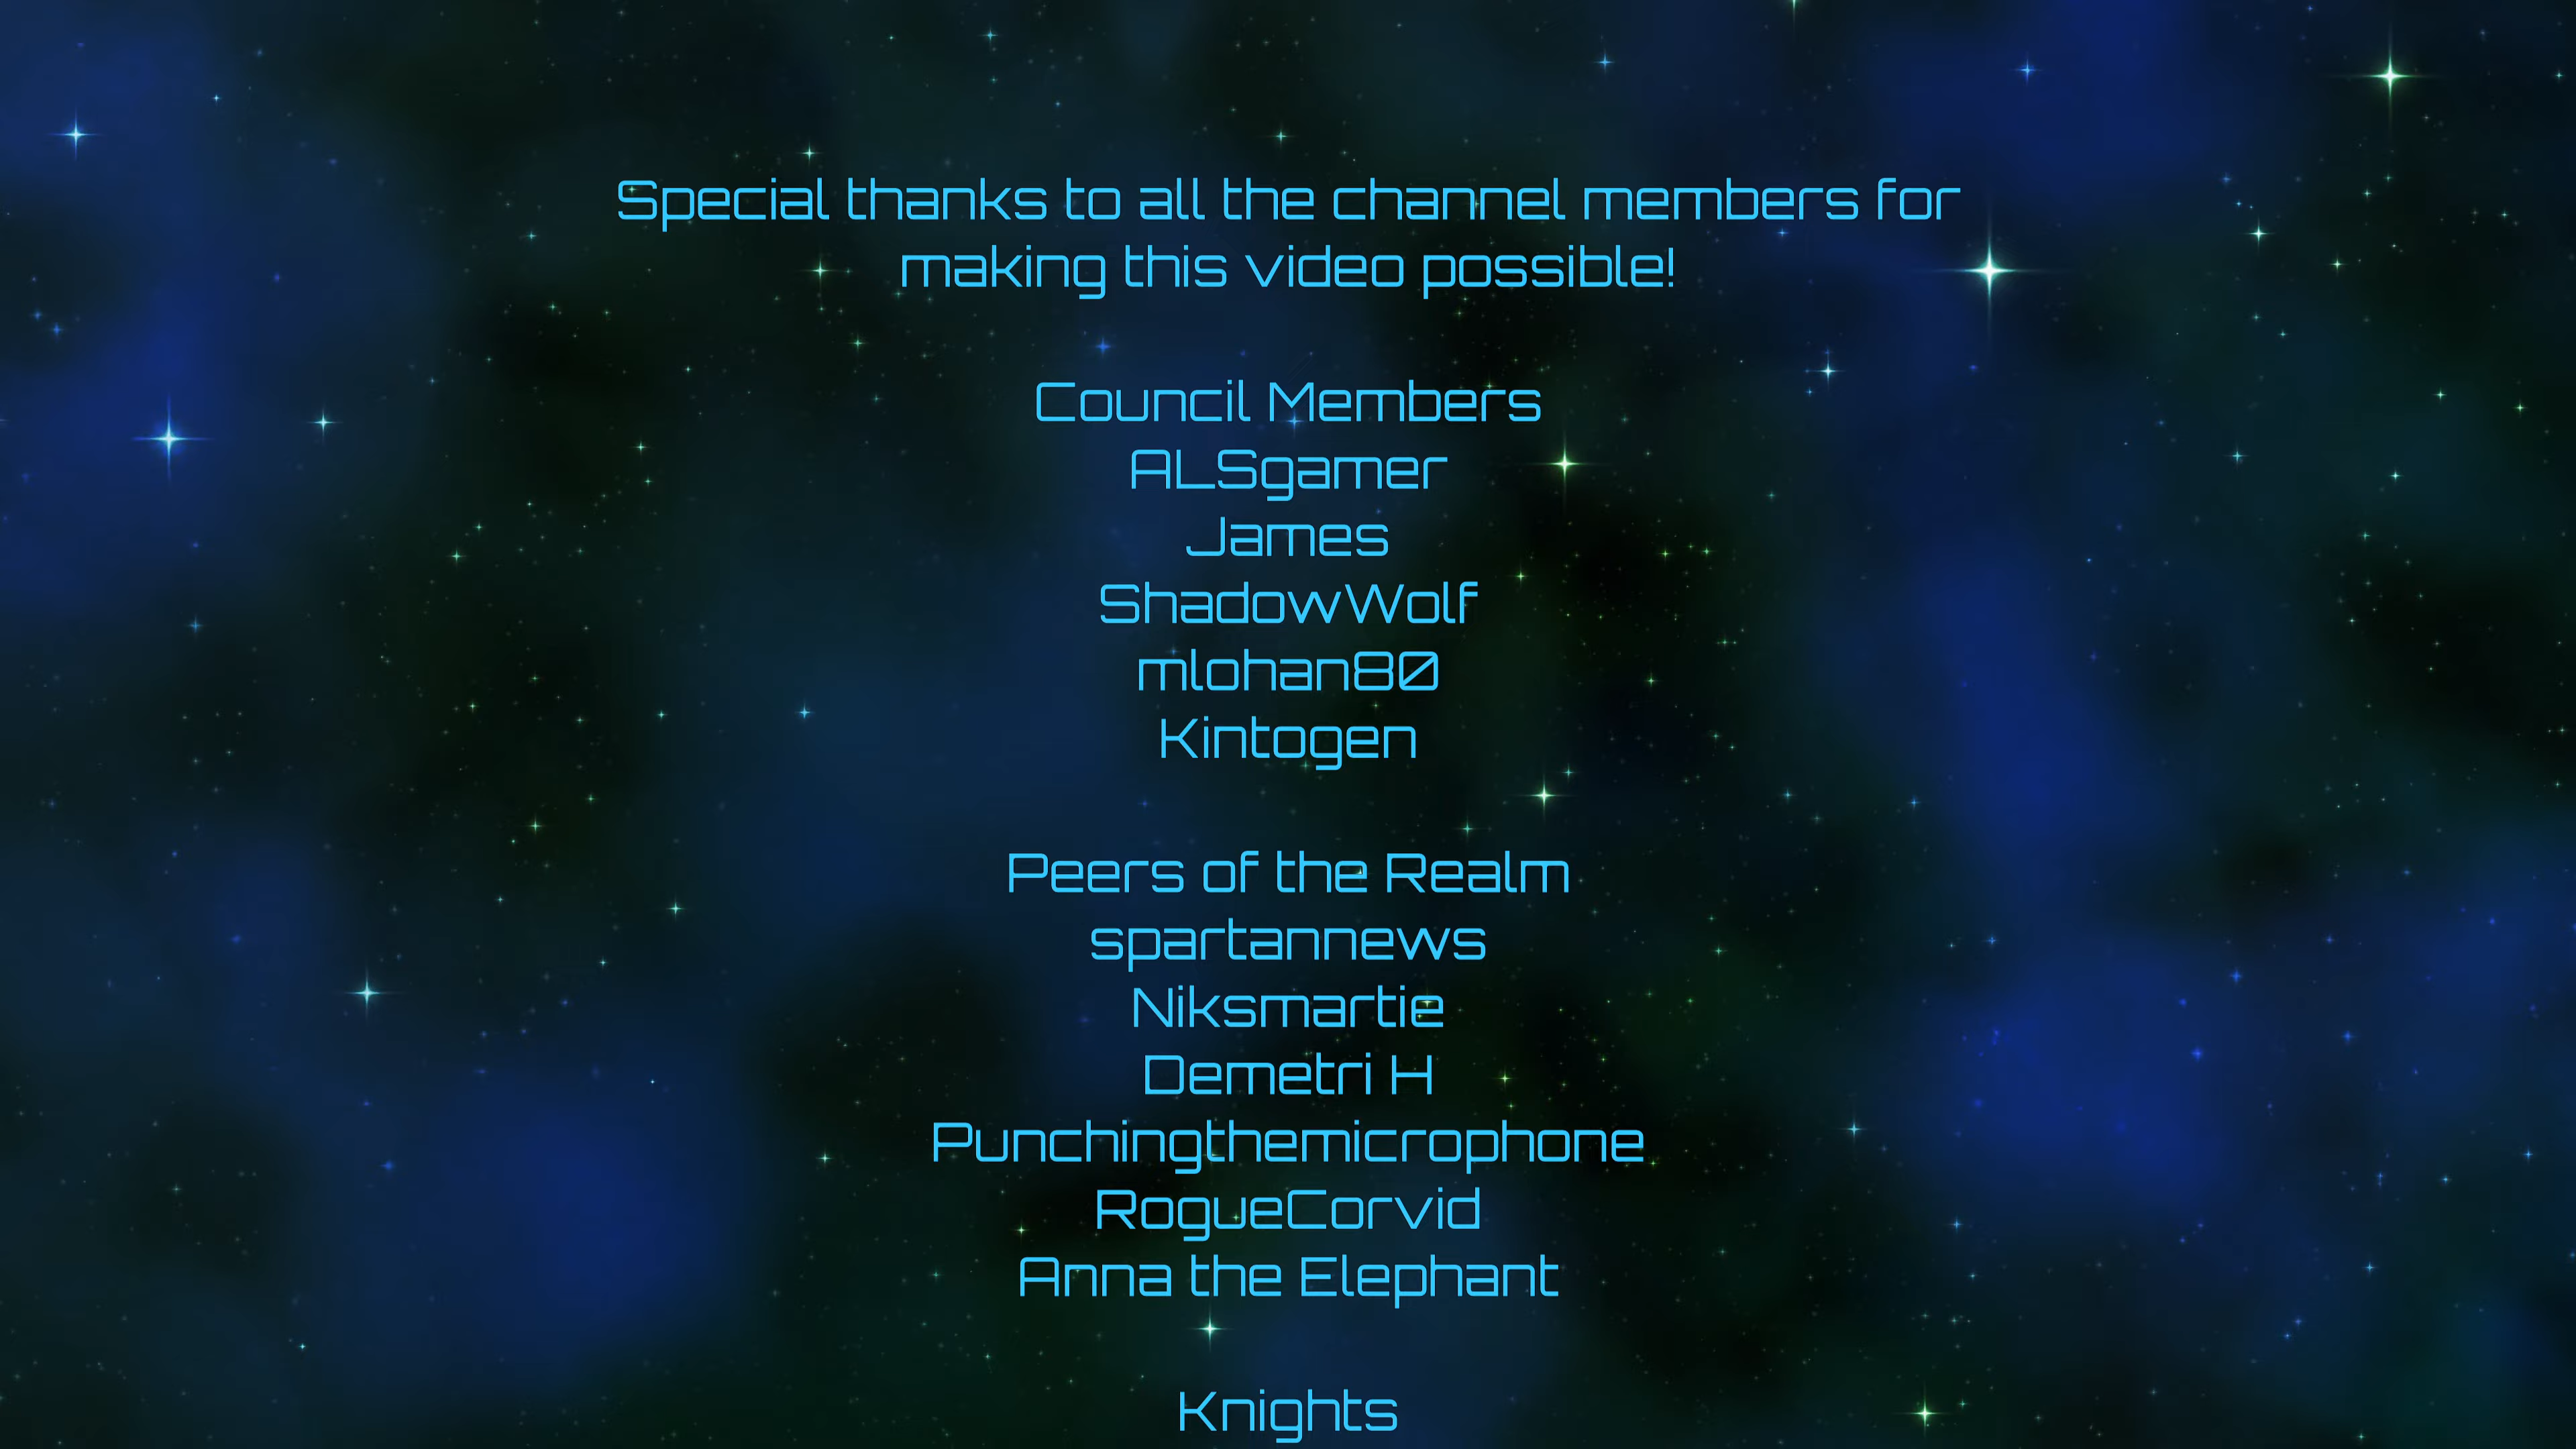 Special thanks to all the channel members for
making this video possible!
Council Members
ALSgamer
James
ShadowWolf
mlohan80
Kintogen
Peers of the Realm
spartannews
Niksmartie
Demetri H
Punchingthemicrophone
RogueCorvid
Anna the Elephant
Knights